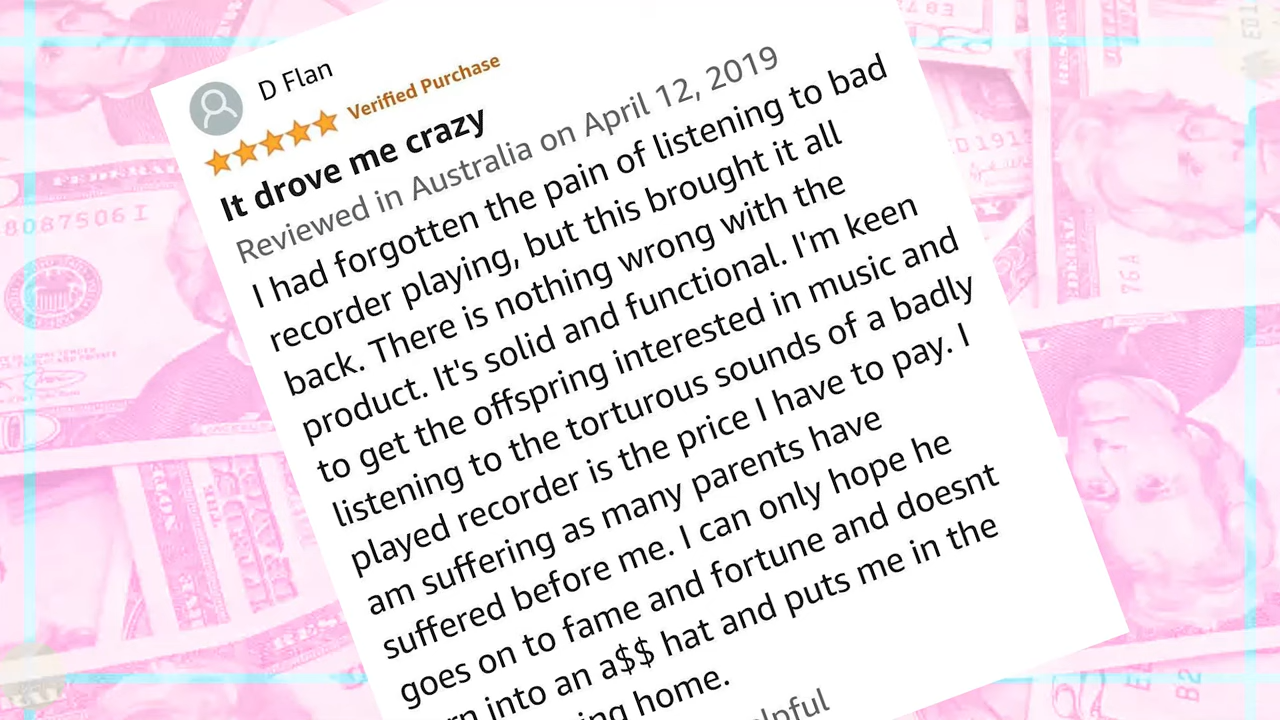 D Flan
Verified Purchase
It drove me crazy
Reviewed in Australia on April 12, 2019
I had forgotten the pain of listening to bad
recorder playing, but this brought it all
back. There is nothing wrong with the
product. It's solid and functional. I'm keen
to get the offspring interested in music and
listening to the torturous sounds of a badly
played recorder is the price I have to pay. I
am suffering as many parents have
suffered before me. I can only hope he
goes on to fame and fortune and doesnt
into an a$$ hat and puts me in the
home.